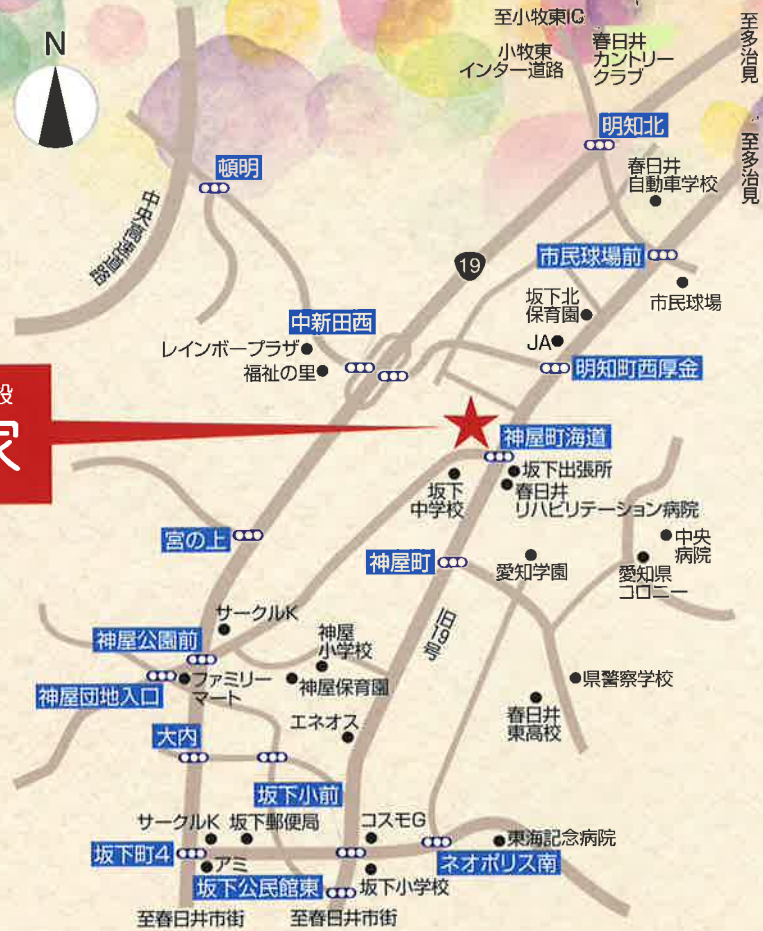 至小牧東IC
N
小牧東
インター道路
春日井
カントリー
クラブ
至多治見
明知北
至多治見
頓明
春日井
自動車学校
中央高速道路
19
市民球場前
市民球場
坂下北
保育園
中新田西
JA
レインボープラザ
福祉の里
明知町西厚金
設
家
神屋町海道
坂下出張所
坂下
中学校
春日井
リハビリテーション病院
宮の上
神屋町
愛知学園
中央
病院
愛知県
コロニー
サークルK
旧19号
神屋公園前
神屋
小学校
ファミリー
マート
神屋保育園
県警察学校
神屋団地入口
春日井
東高校
大内
エネオス
坂下小前
サークルK
坂下郵便局
コスモG
坂下町4
東海記念病院
アミ
ネオポリス南
坂下公民館東
坂下小学校
至春日井市街
至春日井市街